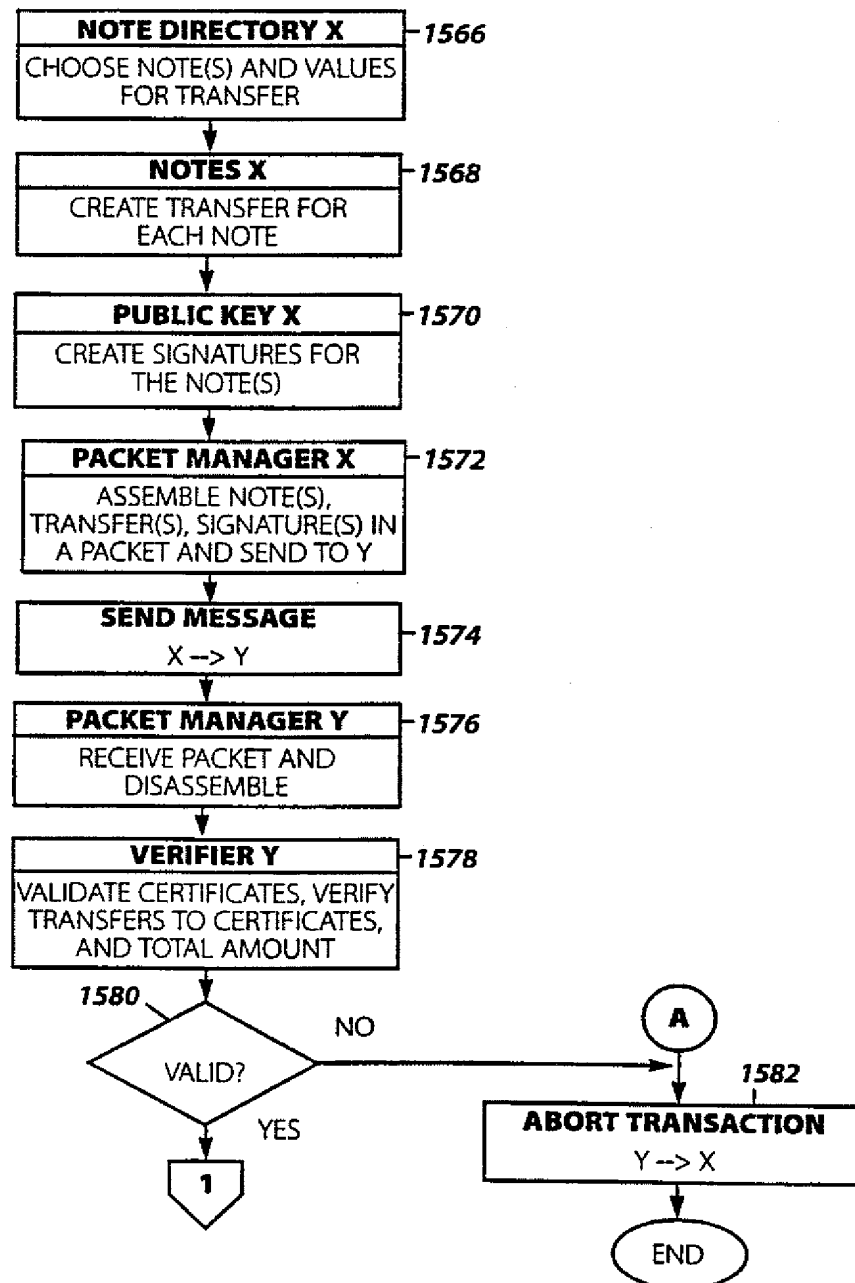 NOTE DIRECTORY X
1566
CHOOSE NOTE(S) AND VALUES
FOR TRANSFER
NOTES X
1568
CREATE TRANSFER FOR
EACH NOTE
PUBLIC KEY X
1570
CREATE SIGNATURES FOR
THE NOTE(S)
PACKET MANAGER X
1572
ASSEMBLE NOTE(S),
TRANSFER(S), SIGNATURE(S) IN
A PACKET AND SEND TO Y
SEND MESSAGE
1574
X --> Y
PACKET MANAGER Y
1576
RECEIVE PACKET AND
DISASSEMBLE
VERIFIER Y
1578
VALIDATE CERTIFICATES, VERIFY
TRANSFERS TO CERTIFICATES,
AND TOTAL AMOUNT
1580
NO
VALID?
YES
1
A
1582
ABORT TRANSACTION
Y --> X
END